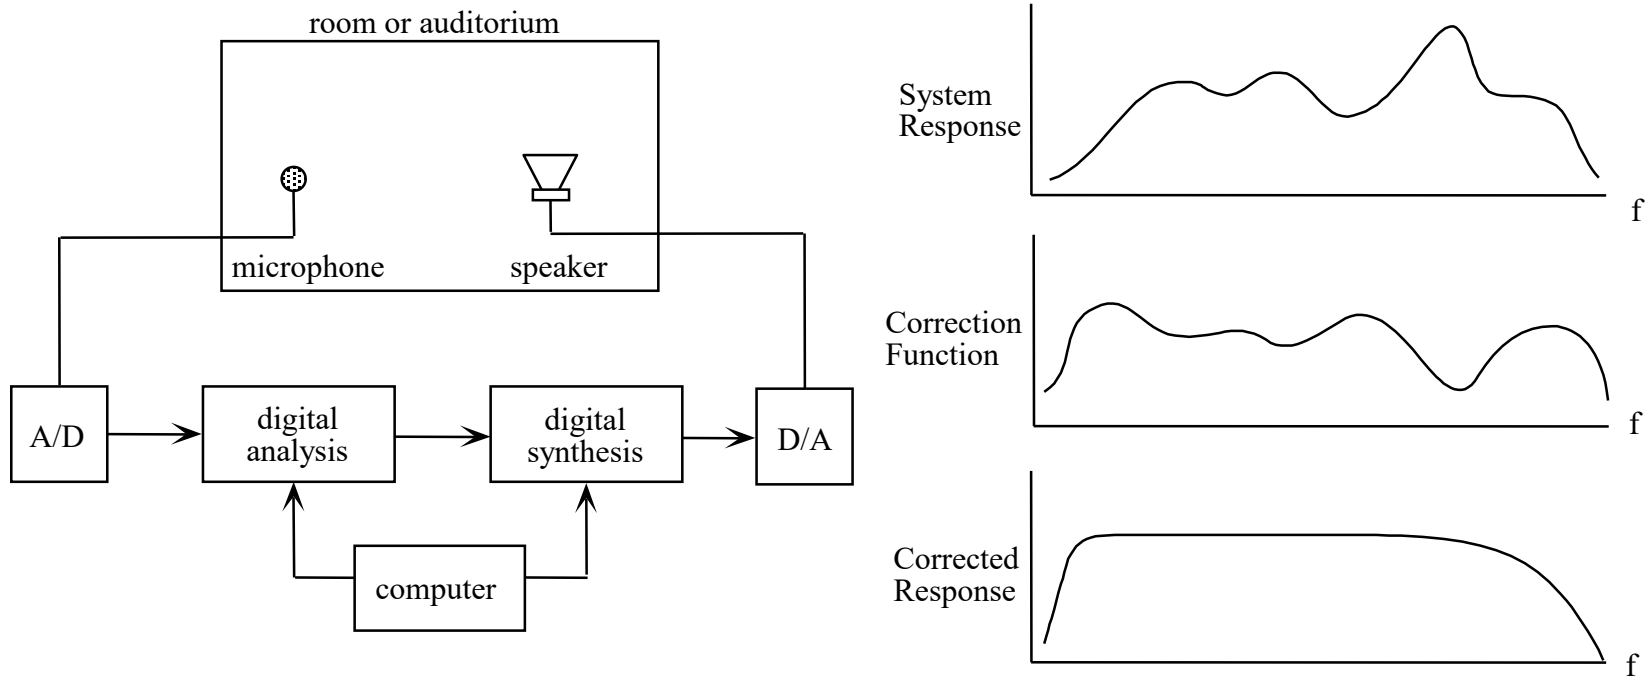 room or auditorium
microphone
speaker
A/D
digital
analysis
digital
synthesis
D/A
computer
System
Response
f
Correction
Function
f
Corrected
Response
f